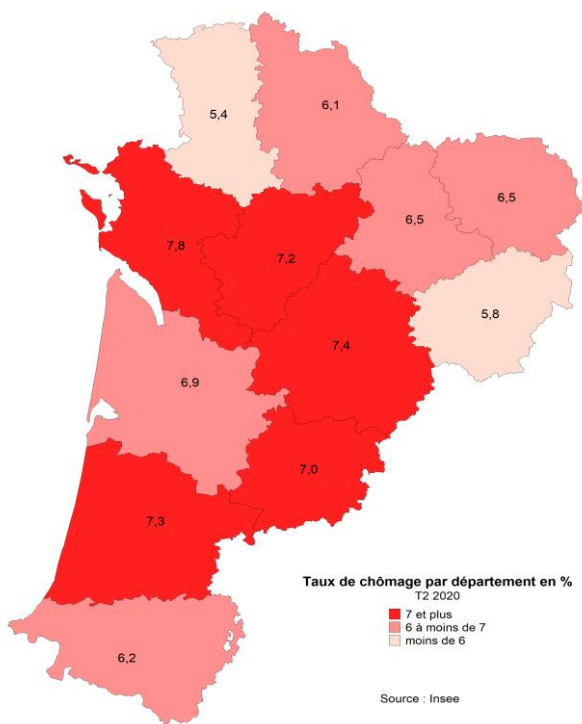 5,4
6,1
6,5
6,5
7,8
7,2
5,8
7,4
6,9
7,0
7,3
6,2
Taux de chômage par département en %
T2 2020
7 et plus
6 à moins de 7
moins de 6
Source : Insee